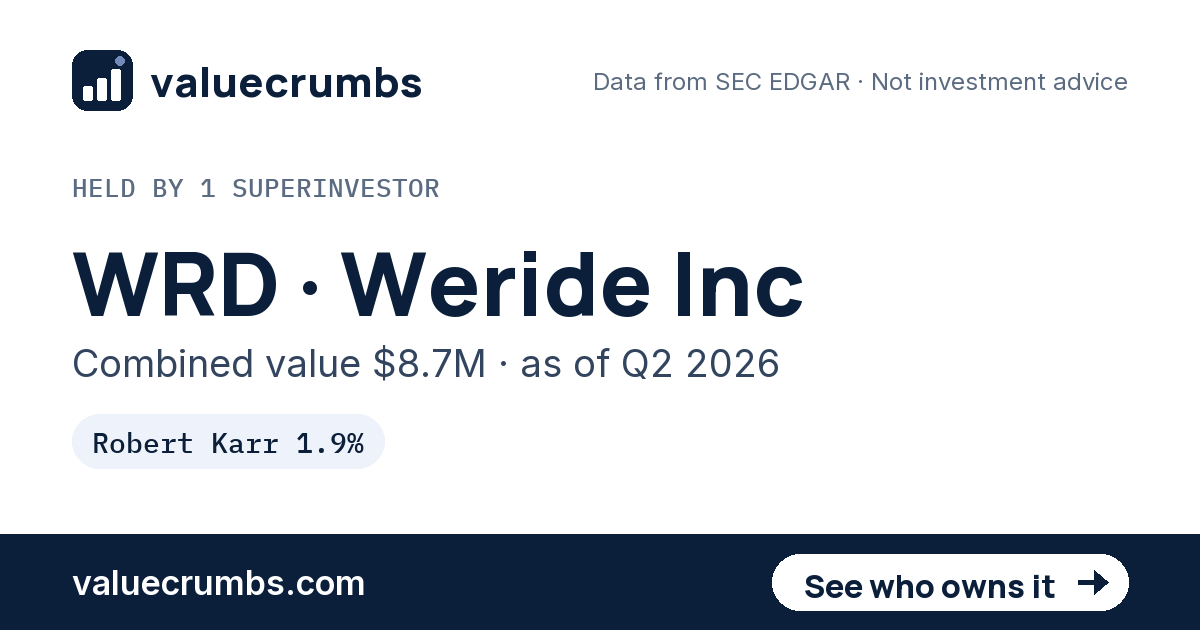 valuecrumbs
Data from SEC EDGAR · Not investment advice
HELD BY 1 SUPERINVESTOR
WRD · Weride Inc
Combined value $8.7M · as of Q2 2026
Robert Karr 1.9%
valuecrumbs.com
See who owns it →